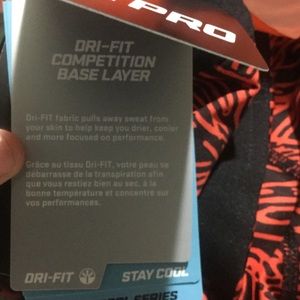 PRO
DRI-FIT
COMPETITION
BASE LAYER
Dri-FIT fabric pulls away sweat from
your skin to help keep you drier, cooler
and more focused on performance.
Grâce au tissu Dri-FIT, votre peau se
débarrasse de la transpiration afin
que vous restiez bien au sec, à la
bonne température et concentré sur
vos performances.
DRI-FIT
STAY COOL
SERIES